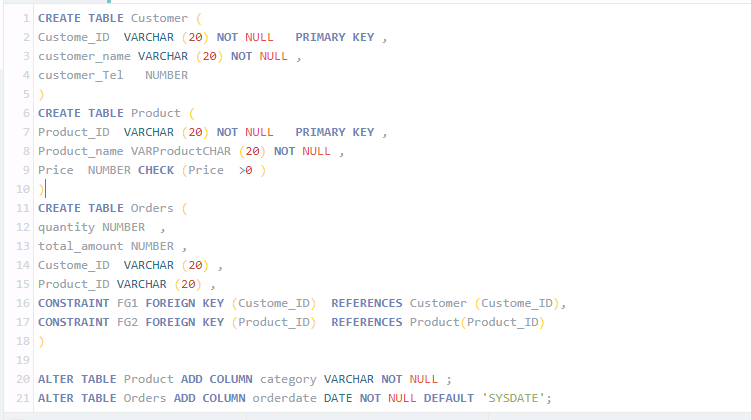 1 CREATE TABLE Customer (
2 Custome_ID  VARCHAR (20) NOT NULL   PRIMARY KEY ,
3 customer_name VARCHAR (20) NOT NULL ,
4 customer_Tel   NUMBER
5 )
6 CREATE TABLE Product (
7 Product_ID  VARCHAR (20) NOT NULL   PRIMARY KEY ,
8 Product_name VARProductCHAR (20) NOT NULL ,
9 Price  NUMBER CHECK (Price  >0 )
10 )
11 CREATE TABLE Orders (
12 quantity NUMBER  ,
13 total_amount NUMBER ,
14 Custome_ID  VARCHAR (20) ,
15 Product_ID VARCHAR (20) ,
16 CONSTRAINT FG1 FOREIGN KEY (Custome_ID)  REFERENCES Customer (Custome_ID),
17 CONSTRAINT FG2 FOREIGN KEY (Product_ID)  REFERENCES Product(Product_ID)
18 )
19
20 ALTER TABLE Product ADD COLUMN category VARCHAR NOT NULL ;
21 ALTER TABLE Orders ADD COLUMN orderdate DATE NOT NULL DEFAULT 'SYSDATE';